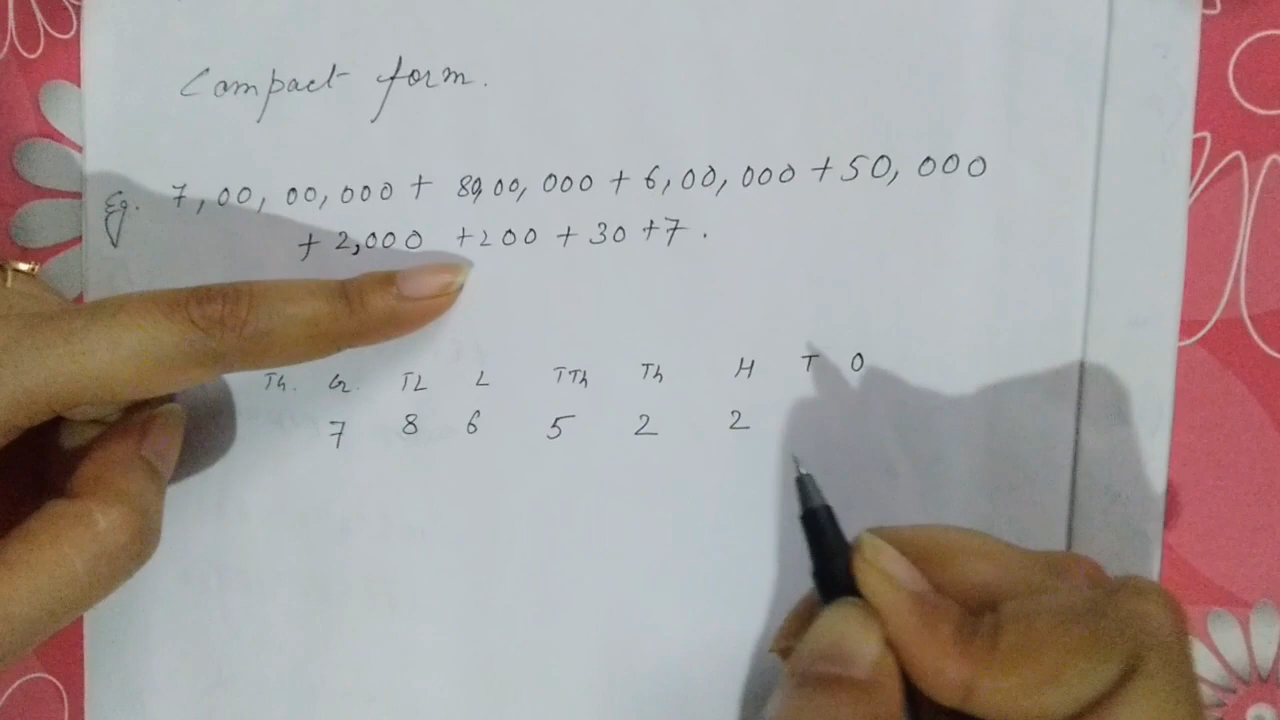 Compact form.
Eg. 7,00,00,000 + 80,00,000 + 6,00,000 + 50,000
+ 2,000 + 200 + 30 + 7.
Th. Cr. TL L TTh Th H T O
7 8 6 5 2 2